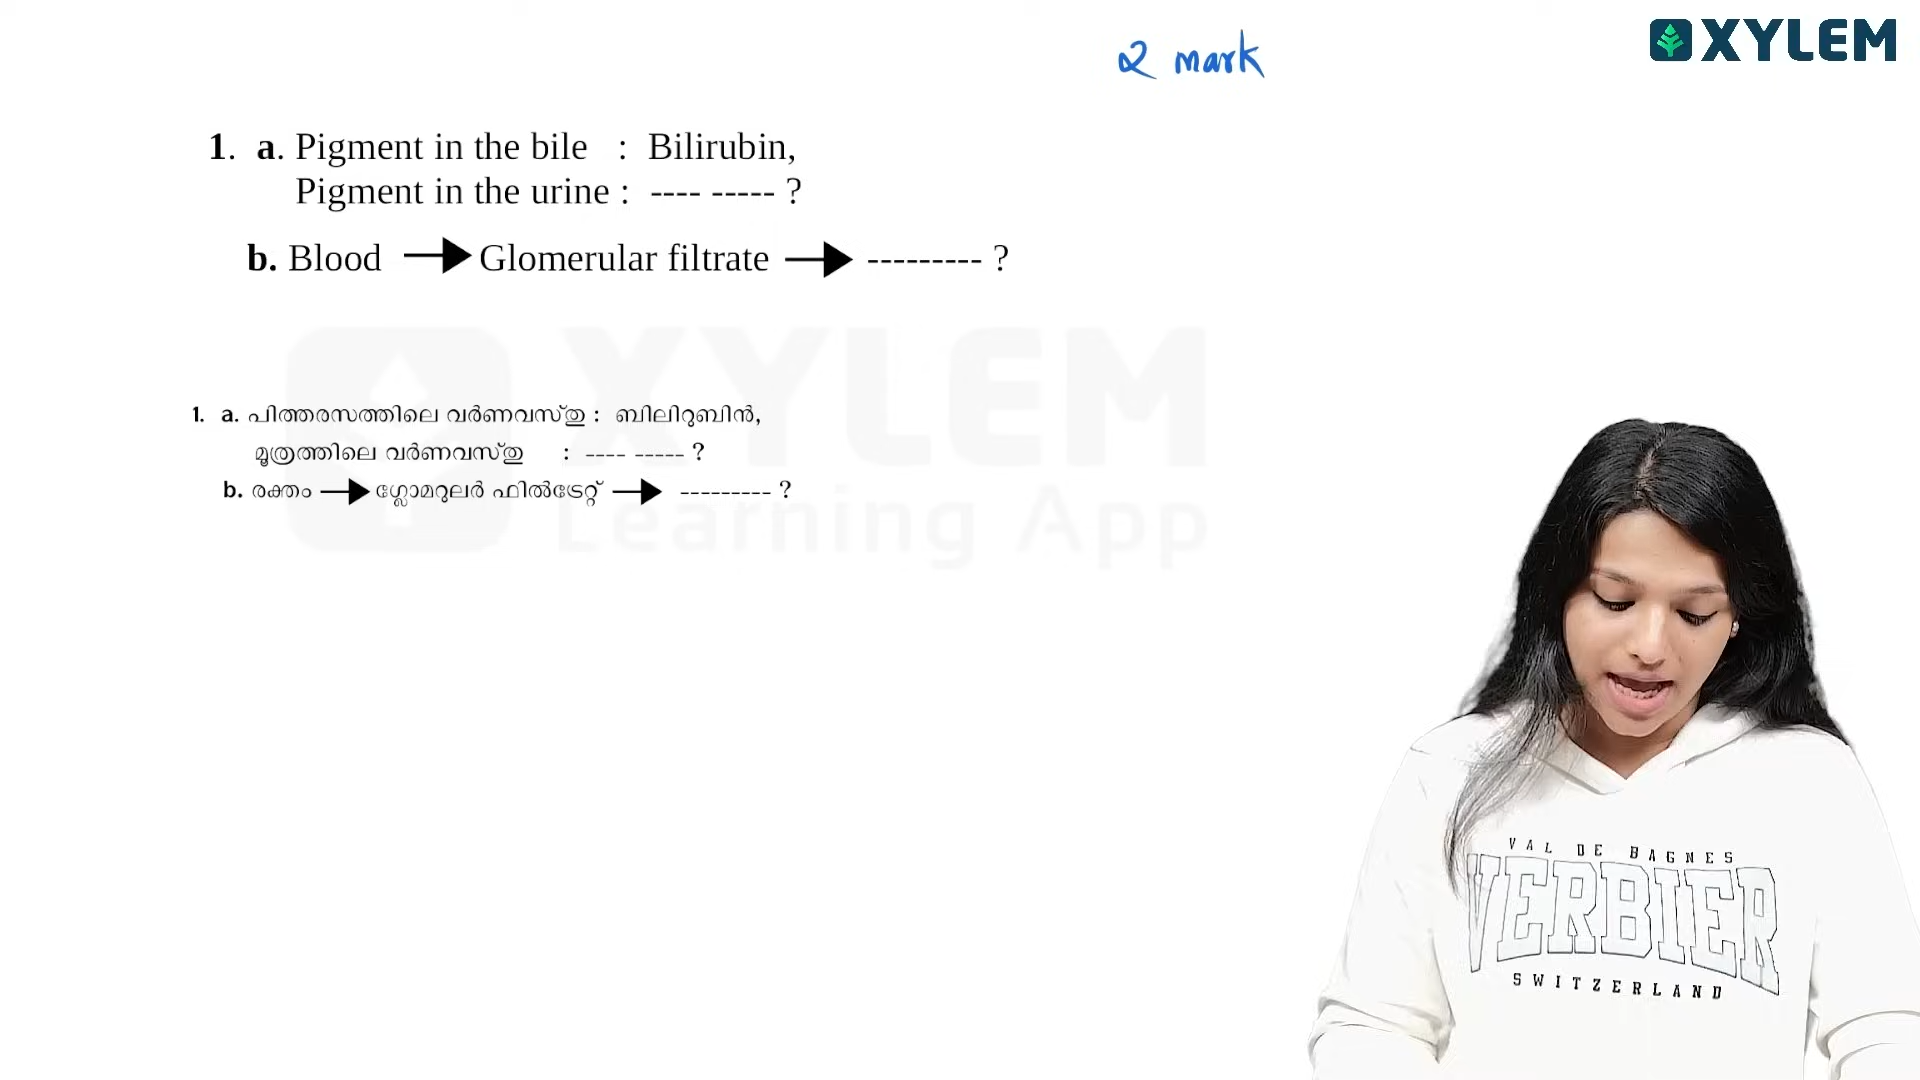 2 mark
XYLEM
1. a. Pigment in the bile : Bilirubin,
Pigment in the urine : ---- ----- ?
b. Blood → Glomerular filtrate → --------- ?
XYLEM
Learning App
1. a. പിത്തരസത്തിലെ വർണവസ്തു : ബിലിറുബിൻ,
മൂത്രത്തിലെ വർണവസ്തു : ---- ----- ?
b. രക്തം → ഗ്ലോമറുലർ ഫിൽട്രേറ്റ് → --------- ?
VAL DE BAGNES
VERBIER
SWITZERLAND